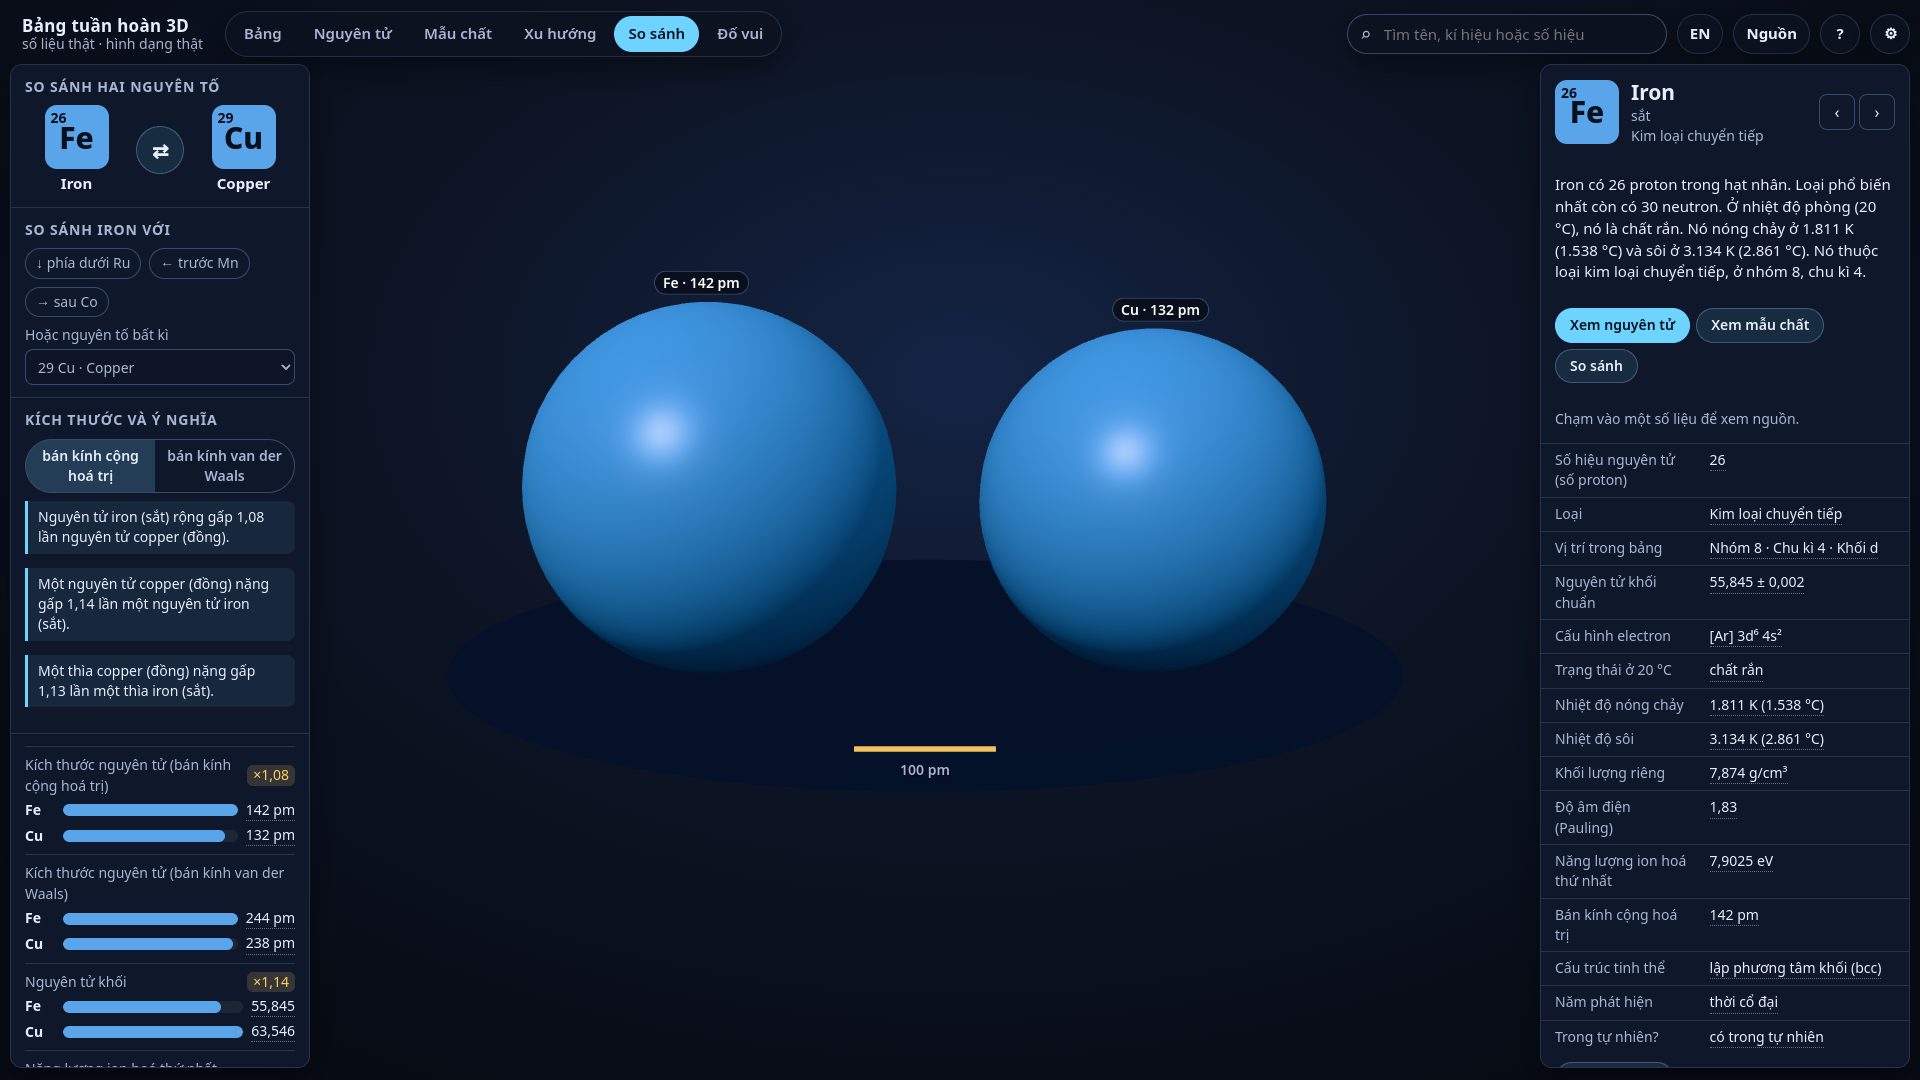 Bảng tuần hoàn 3D
số liệu thật · hình dạng thật
Bảng
Nguyên tử
Mẫu chất
Xu hướng
So sánh
Đố vui
⌕ Tìm tên, kí hiệu hoặc số hiệu
EN
Nguồn
?
⚙
SO SÁNH HAI NGUYÊN TỐ
26
Fe
Iron
⇄
29
Cu
Copper
SO SÁNH IRON VỚI
↓ phía dưới Ru
← trước Mn
→ sau Co
Hoặc nguyên tố bất kì
29 Cu · Copper
KÍCH THƯỚC VÀ Ý NGHĨA
bán kính cộng
hoá trị
bán kính van der
Waals
Nguyên tử iron (sắt) rộng gấp 1,08
lần nguyên tử copper (đồng).
Một nguyên tử copper (đồng) nặng
gấp 1,14 lần một nguyên tử iron
(sắt).
Một thìa copper (đồng) nặng gấp
1,13 lần một thìa iron (sắt).
Kích thước nguyên tử (bán kính
cộng hoá trị)
×1,08
Fe 142 pm
Cu 132 pm
Kích thước nguyên tử (bán kính van der
Waals)
Fe 244 pm
Cu 238 pm
Nguyên tử khối
×1,14
Fe 55,845
Cu 63,546
Năng lượng ion hoá thứ nhất
Fe · 142 pm
Cu · 132 pm
100 pm
26
Fe
Iron
sắt
Kim loại chuyển tiếp
‹
›
Iron có 26 proton trong hạt nhân. Loại phổ biến
nhất còn có 30 neutron. Ở nhiệt độ phòng (20
°C), nó là chất rắn. Nó nóng chảy ở 1.811 K
(1.538 °C) và sôi ở 3.134 K (2.861 °C). Nó thuộc
loại kim loại chuyển tiếp, ở nhóm 8, chu kì 4.
Xem nguyên tử
Xem mẫu chất
So sánh
Chạm vào một số liệu để xem nguồn.
Số hiệu nguyên tử
(số proton)
26
Loại
Kim loại chuyển tiếp
Vị trí trong bảng
Nhóm 8 · Chu kì 4 · Khối d
Nguyên tử khối
chuẩn
55,845 ± 0,002
Cấu hình electron
[Ar] 3d⁶ 4s²
Trạng thái ở 20 °C
chất rắn
Nhiệt độ nóng chảy
1.811 K (1.538 °C)
Nhiệt độ sôi
3.134 K (2.861 °C)
Khối lượng riêng
7,874 g/cm³
Độ âm điện
(Pauling)
1,83
Năng lượng ion hoá
thứ nhất
7,9025 eV
Bán kính cộng hoá
trị
142 pm
Cấu trúc tinh thể
lập phương tâm khối (bcc)
Năm phát hiện
thời cổ đại
Trong tự nhiên?
có trong tự nhiên